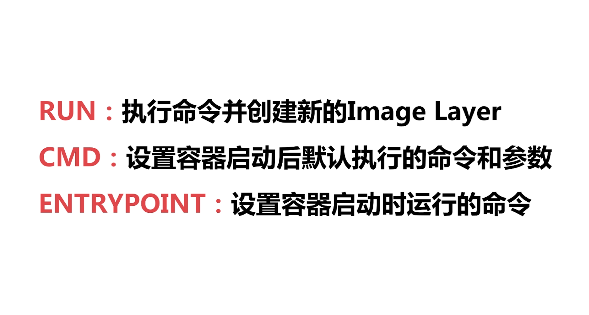 RUN：执行命令并创建新的Image Layer
CMD：设置容器启动后默认执行的命令和参数
ENTRYPOINT：设置容器启动时运行的命令